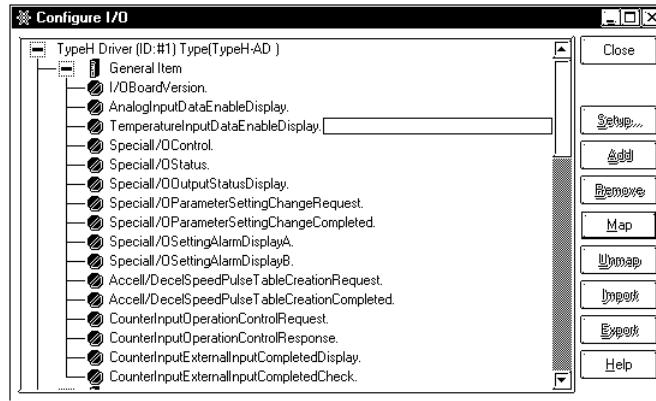 Configure I/O
TypeH Driver (ID:#1) Type(TypeH-AD )
General Item
I/OBoardVersion.
AnalogInputDataEnableDisplay.
TemperatureInputDataEnableDisplay.
SpecialI/OControl.
SpecialI/OStatus.
SpecialI/OOutputStatusDisplay.
SpecialI/OParameterSettingChangeRequest.
SpecialI/OParameterSettingChangeCompleted.
SpecialI/OSettingAlarmDisplayA.
SpecialI/OSettingAlarmDisplayB.
Accell/DecelSpeedPulseTableCreationRequest.
Accell/DecelSpeedPulseTableCreationCompleted.
CounterInputOperationControlRequest.
CounterInputOperationControlResponse.
CounterInputExternalInputCompletedDisplay.
CounterInputExternalInputCompletedCheck.
Close
Setup...
Add
Remove
Map
Unmap
Import
Export
Help